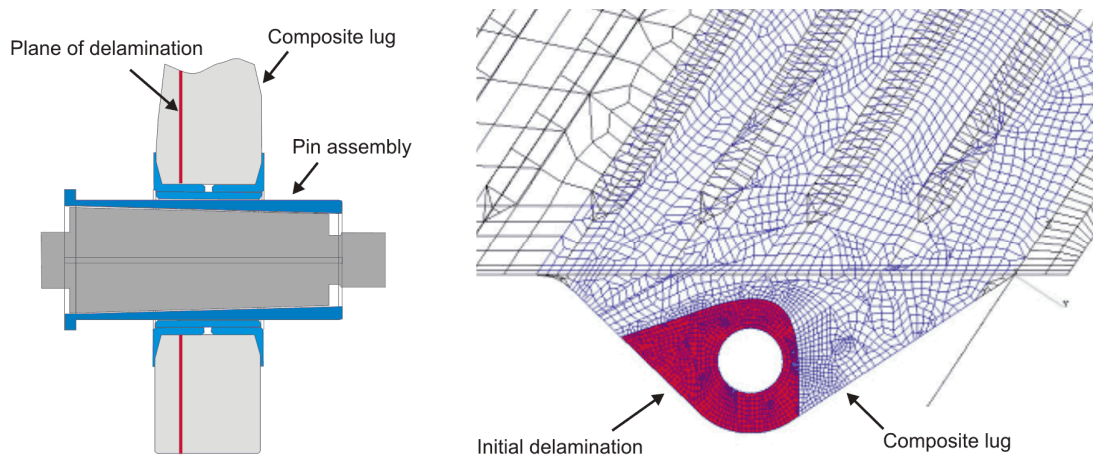 Plane of delamination
Composite lug
Pin assembly
Initial delamination
Composite lug